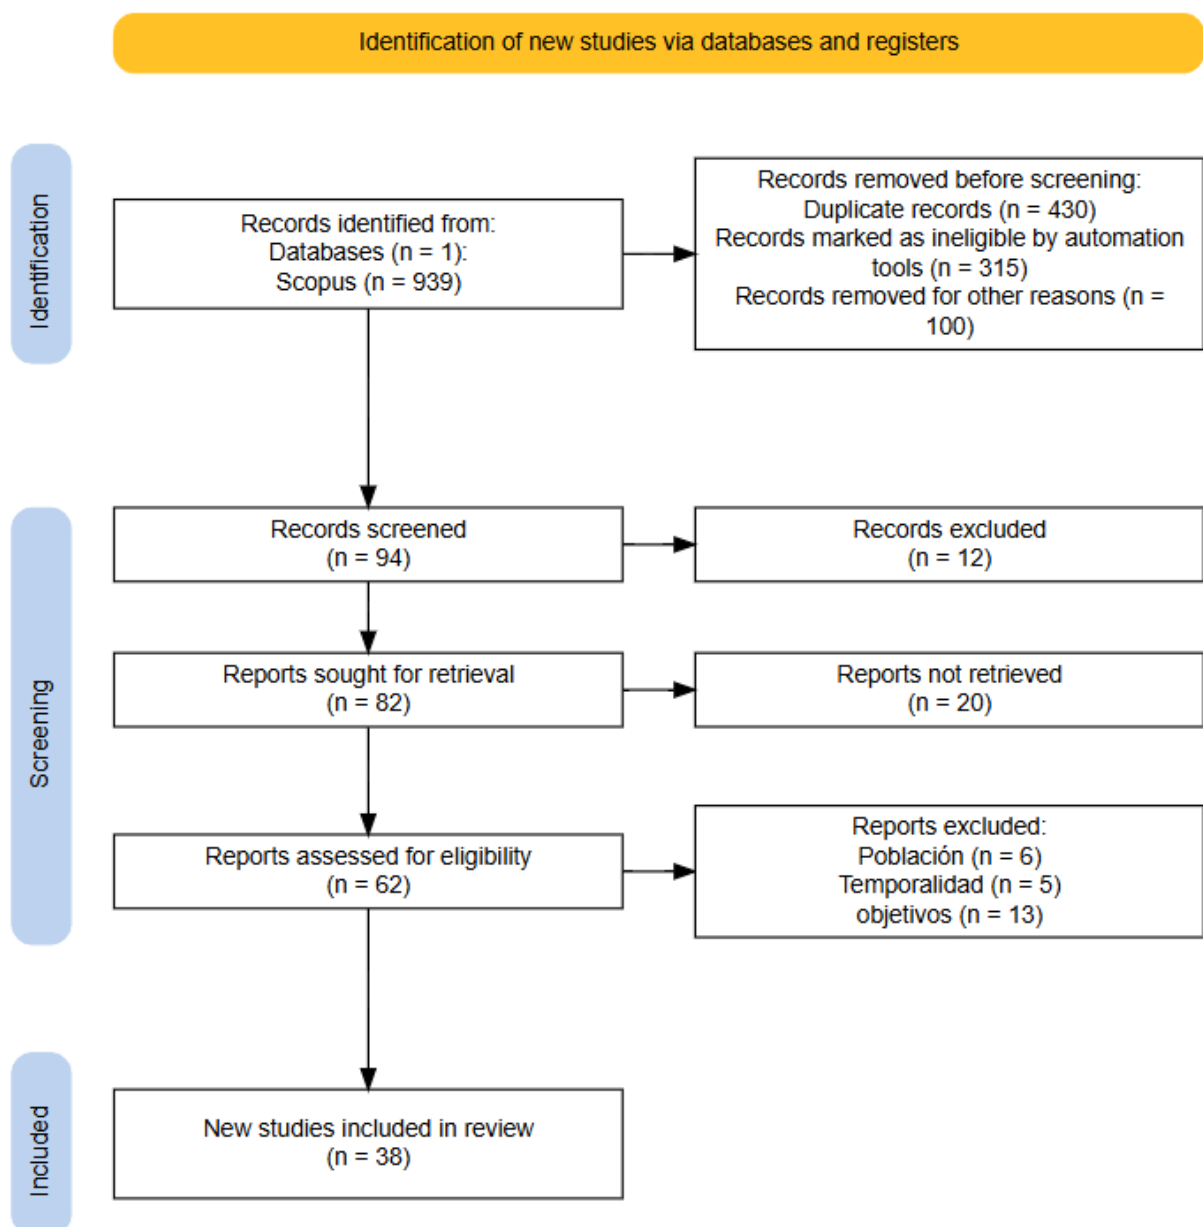 Identification of new studies via databases and registers
Identification
Records identified from:
Databases (n = 1):
Scopus (n = 939)
Records removed before screening:
Duplicate records (n = 430)
Records marked as ineligible by automation
tools (n = 315)
Records removed for other reasons (n =
100)
Screening
Records screened
(n = 94)
Records excluded
(n = 12)
Reports sought for retrieval
(n = 82)
Reports not retrieved
(n = 20)
Reports assessed for eligibility
(n = 62)
Reports excluded:
Población (n = 6)
Temporalidad (n = 5)
objetivos (n = 13)
Included
New studies included in review
(n = 38)